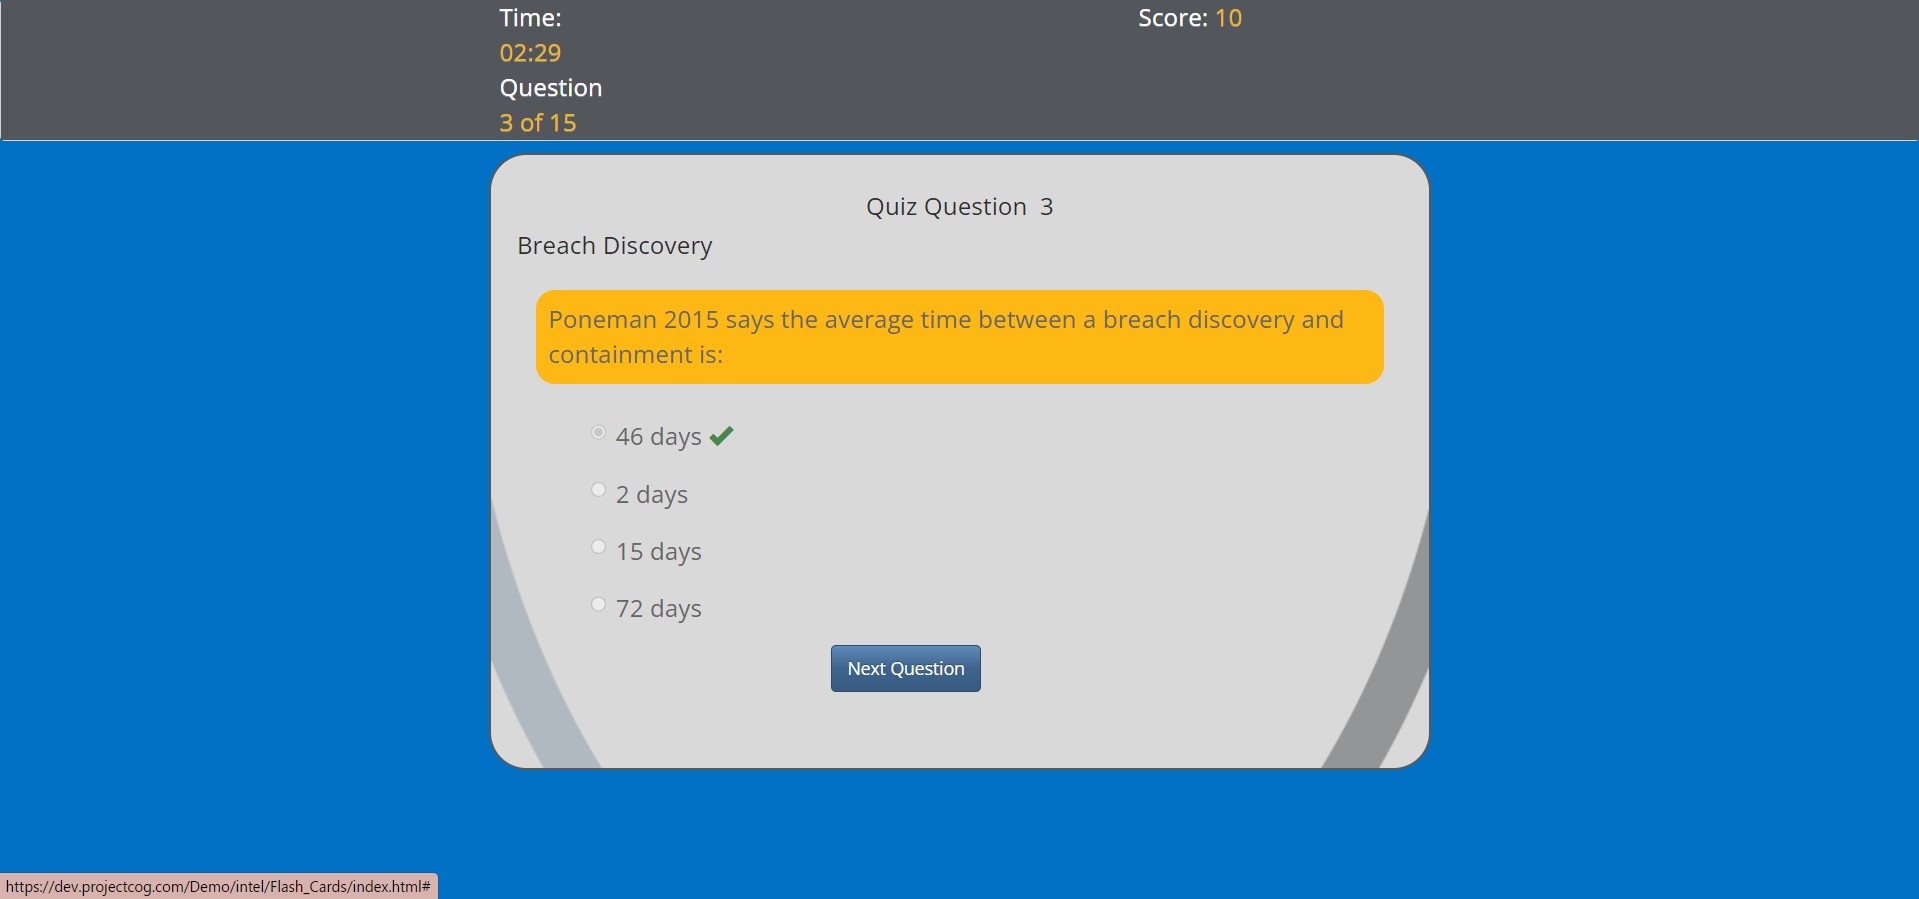 Time:
02:29
Question
3 of 15
Score: 10
Quiz Question 3
Breach Discovery
Poneman 2015 says the average time between a breach discovery and
containment is:
46 days
2 days
15 days
72 days
Next Question
https://dev.projectcog.com/Demo/intel/Flash_Cards/index.html#